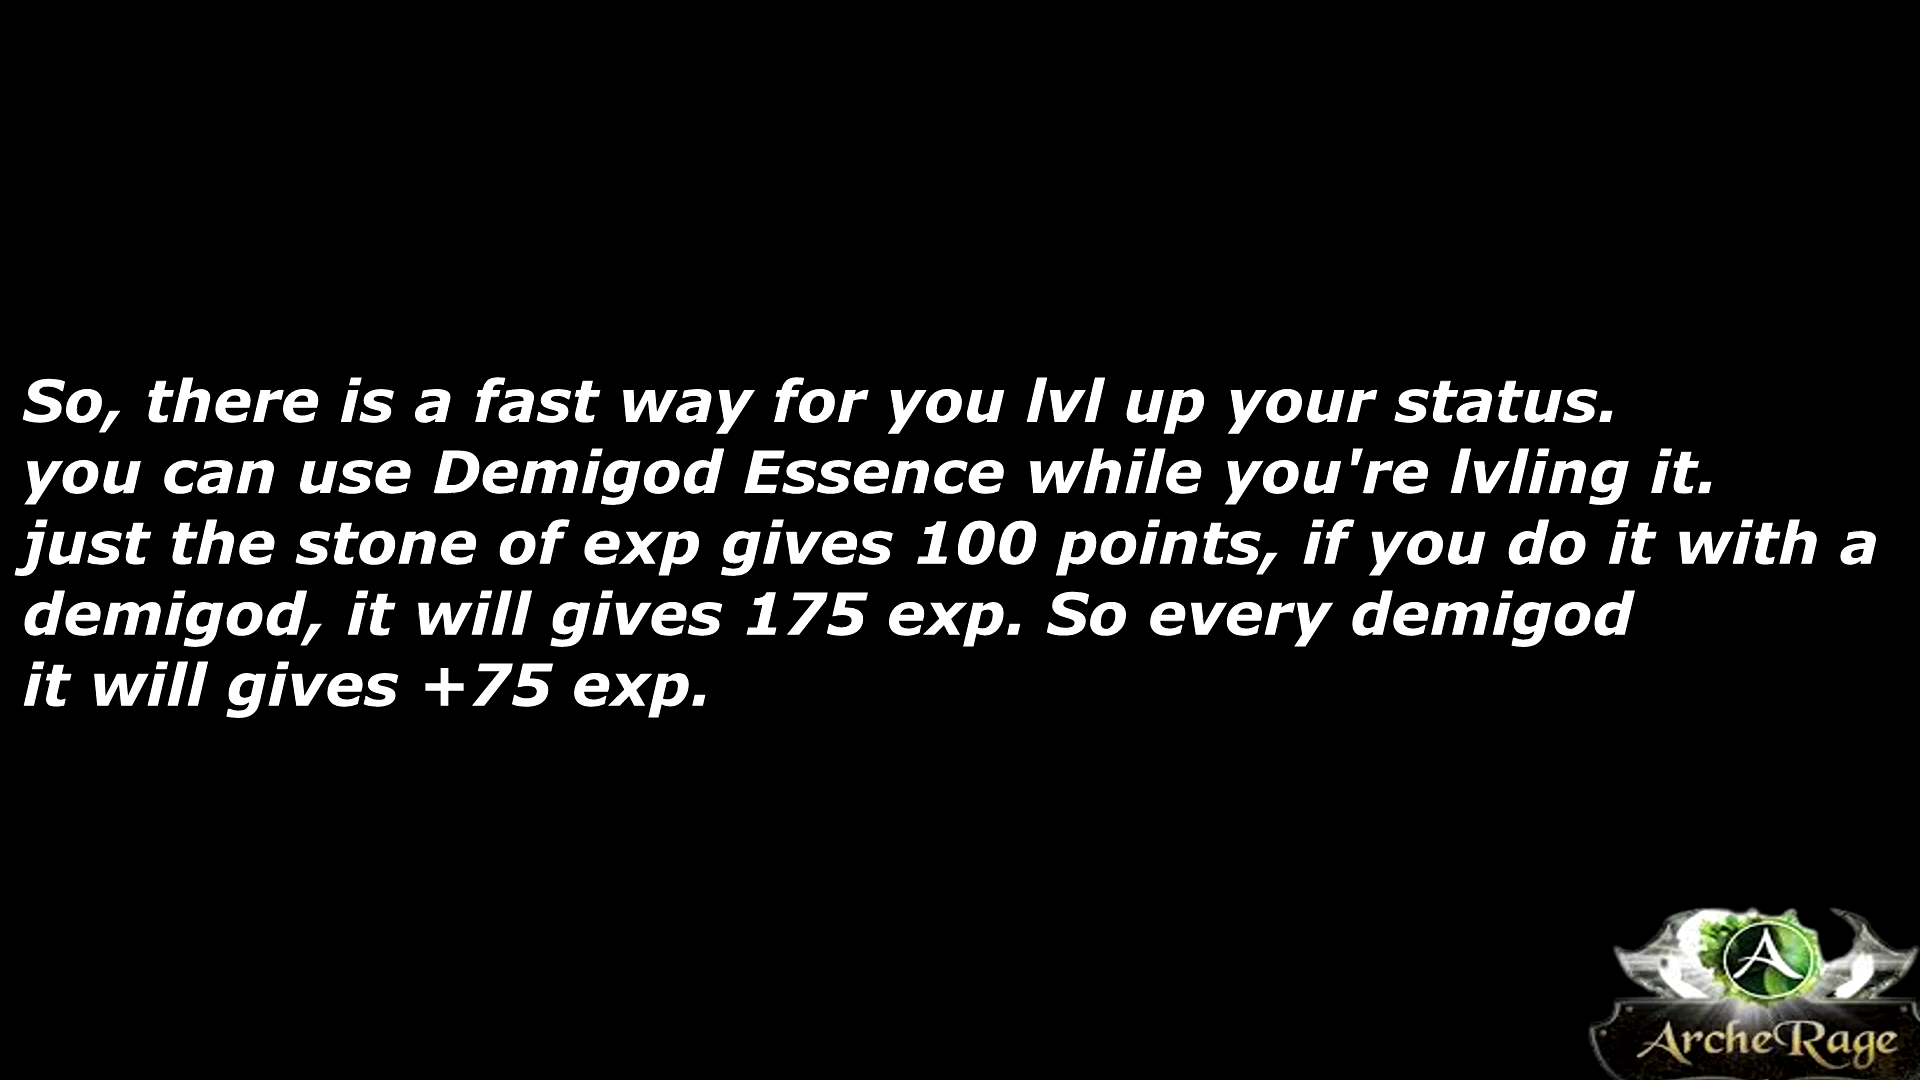 So, there is a fast way for you lvl up your status.
you can use Demigod Essence while you're lvling it.
just the stone of exp gives 100 points, if you do it with a
demigod, it will gives 175 exp. So every demigod
it will gives +75 exp.
A
ArcheRage